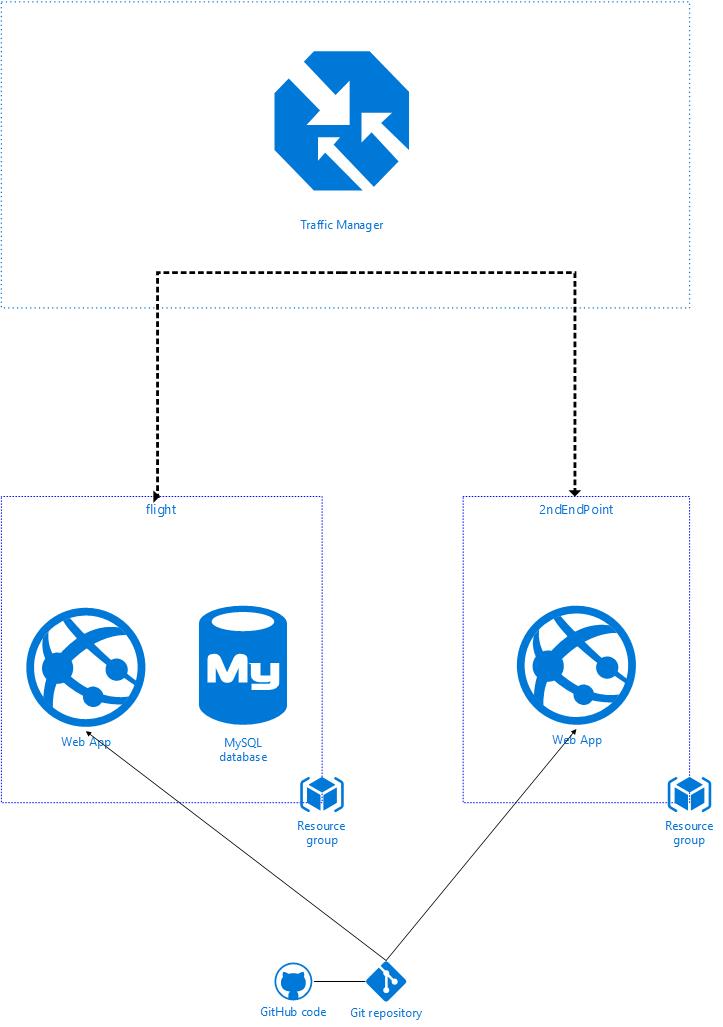 Traffic Manager
flight
2ndEndPoint
My
Web App
MySQL
database
Web App
Resource
group
Resource
group
GitHub code
Git repository